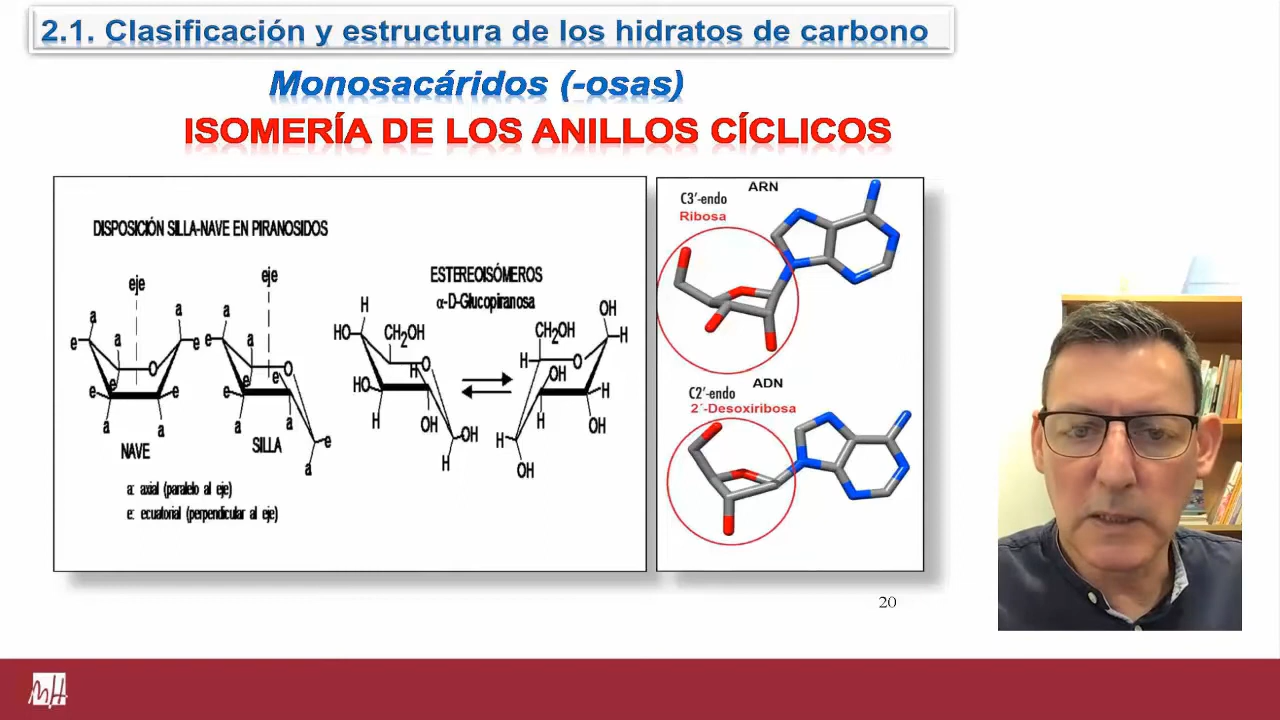 2.1. Clasificación y estructura de los hidratos de carbono
Monosacáridos (-osas)
ISOMERÍA DE LOS ANILLOS CÍCLICOS
DISPOSICIÓN SILLA-NAVE EN PIRANOSIDOS
eje
a
a
a
e
e
O
e
e
e
a
a
NAVE
eje
a
a
e
O
e
e
e
a
a
e
a
SILLA
a: axial (paralelo al eje)
e: ecuatorial (perpendicular al eje)
ESTEREOISÓMEROS
α-D-Glucopiranosa
H
HO
CH2OH
O
H
HO
H
OH
OH
H
OH
CH2OH
H
H
O
OH
H
H
OH
H
OH
ARN
C3'-endo
Ribosa
ADN
C2'-endo
2´-Desoxiribosa
20